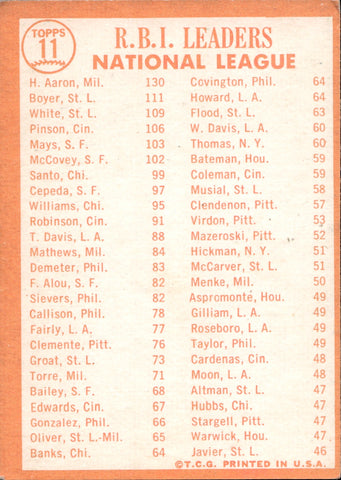 TOPPS
11
R.B.I. LEADERS
NATIONAL LEAGUE
H. Aaron, Mil. 130
Boyer, St. L. 111
White, St. L. 109
Pinson, Cin. 106
Mays, S. F. 103
McCovey, S. F. 102
Santo, Chi. 99
Cepeda, S. F. 97
Williams, Chi. 95
Robinson, Cin. 91
T. Davis, L. A. 88
Mathews, Mil. 84
Demeter, Phil. 83
F. Alou, S. F. 82
Sievers, Phil. 82
Callison, Phil. 78
Fairly, L. A. 77
Clemente, Pitt. 76
Groat, St. L. 73
Torre, Mil. 71
Bailey, S. F. 68
Edwards, Cin. 67
Gonzalez, Phil. 66
Oliver, St. L.-Mil. 65
Banks, Chi. 64
Covington, Phil. 64
Howard, L. A. 64
Flood, St. L. 63
W. Davis, L. A. 60
Thomas, N. Y. 60
Bateman, Hou. 59
Coleman, Cin. 59
Musial, St. L. 58
Clendenon, Pitt. 57
Virdon, Pitt. 53
Mazeroski, Pitt. 52
Hickman, N. Y. 51
McCarver, St. L. 51
Menke, Mil. 50
Aspromonté, Hou. 49
Gilliam, L. A. 49
Roseboro, L. A. 49
Taylor, Phil. 49
Cardenas, Cin. 48
Moon, L. A. 48
Altman, St. L. 47
Hubbs, Chi. 47
Stargell, Pitt. 47
Warwick, Hou. 47
Javier, St. L. 46
©T.C.G. PRINTED IN U.S.A.